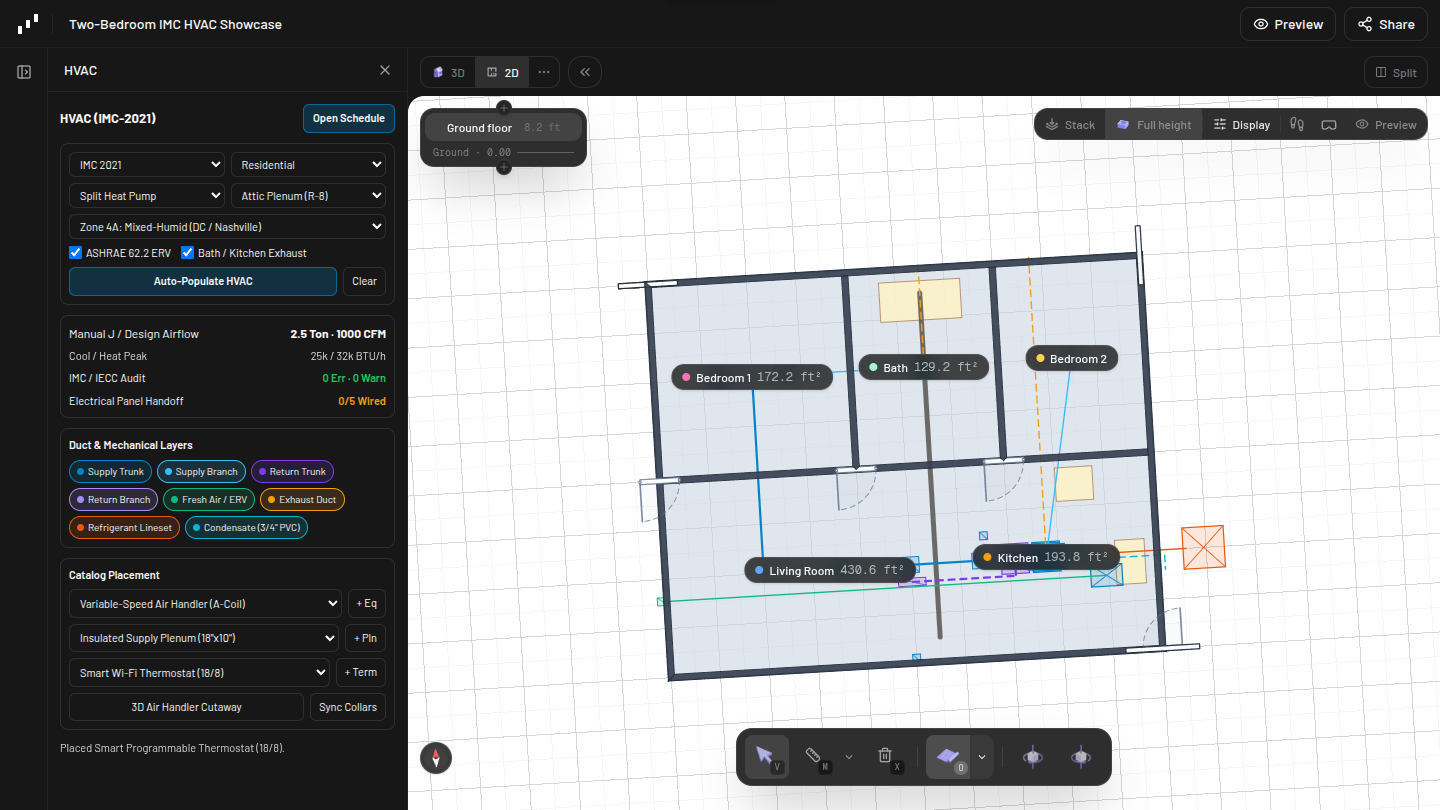 Two-Bedroom IMC HVAC Showcase
Preview
Share
HVAC
3D
2D
Split
HVAC (IMC-2021)
Open Schedule
IMC 2021
Residential
Split Heat Pump
Attic Plenum (R-8)
Zone 4A: Mixed-Humid (DC / Nashville)
ASHRAE 62.2 ERV
Bath / Kitchen Exhaust
Auto-Populate HVAC
Clear
Manual J / Design Airflow
2.5 Ton · 1000 CFM
Cool / Heat Peak
25k / 32k BTU/h
IMC / IECC Audit
0 Err · 0 Warn
Electrical Panel Handoff
0/5 Wired
Duct & Mechanical Layers
Supply Trunk
Supply Branch
Return Trunk
Return Branch
Fresh Air / ERV
Exhaust Duct
Refrigerant Lineset
Condensate (3/4" PVC)
Catalog Placement
Variable-Speed Air Handler (A-Coil)
+ Eq
Insulated Supply Plenum (18"x10")
+ Pln
Smart Wi-Fi Thermostat (18/8)
+ Term
3D Air Handler Cutaway
Sync Collars
Placed Smart Programmable Thermostat (18/8).
Ground floor 8.2 ft
Ground · 0.00
Stack
Full height
Display
Preview
Bedroom 1 172.2 ft²
Bath 129.2 ft²
Bedroom 2
Living Room 430.6 ft²
Kitchen 193.8 ft²
V
M
X
O